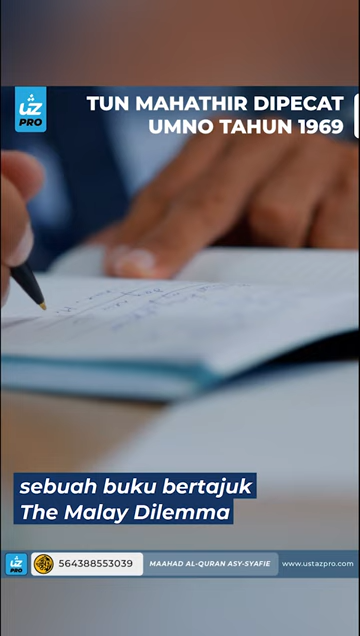 UZ
PRO
TUN MAHATHIR DIPECAT
UMNO TAHUN 1969
sebuah buku bertajuk
The Malay Dilemma
UZ
PRO
564388553039
MAAHAD AL-QURAN ASY-SYAFIE
www.ustazpro.com